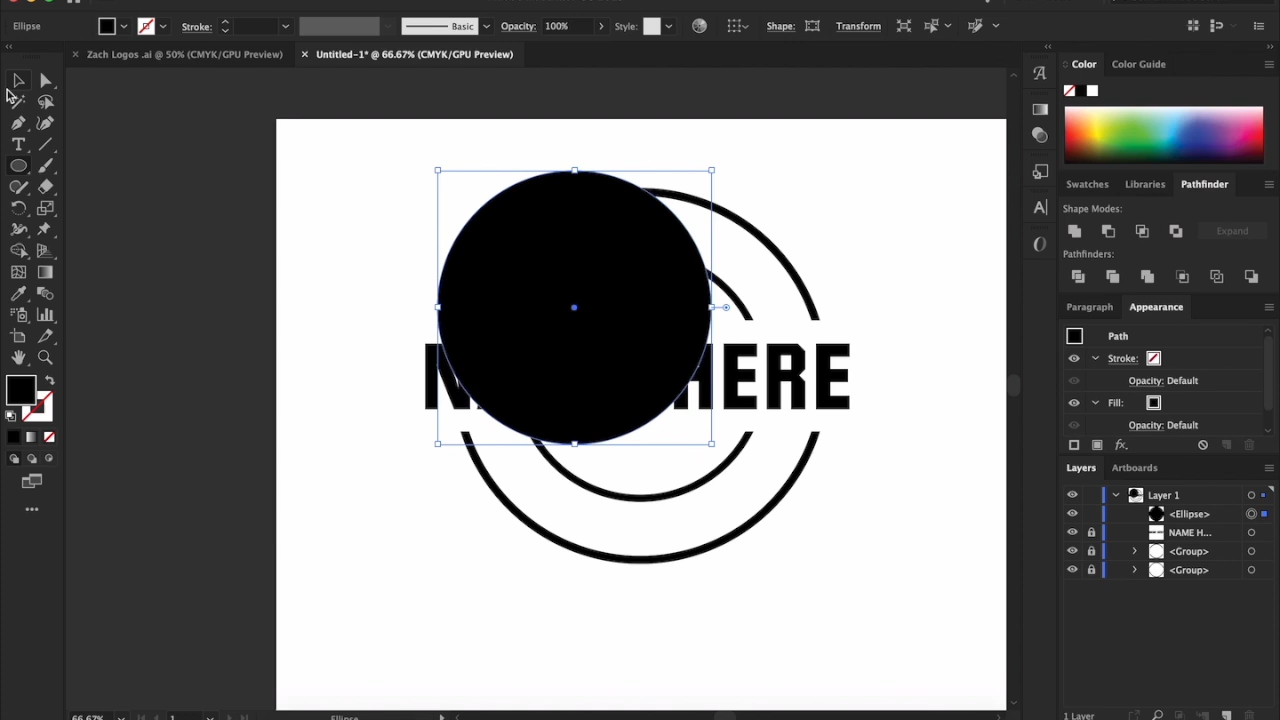 Ellipse
Stroke:
Basic
Opacity: 100%
Style:
Shape:
Transform
Zach Logos .ai @ 50% (CMYK/GPU Preview)
Untitled-1* @ 66.67% (CMYK/GPU Preview)
Color
Color Guide
Swatches
Libraries
Pathfinder
Shape Modes:
Expand
Pathfinders:
Paragraph
Appearance
Path
Stroke:
Opacity: Default
Fill:
Opacity: Default
fx
Layers
Artboards
Layer 1
<Ellipse>
NAME H...
<Group>
<Group>
HERE
1 Layer
66.67%
1
Ellipse